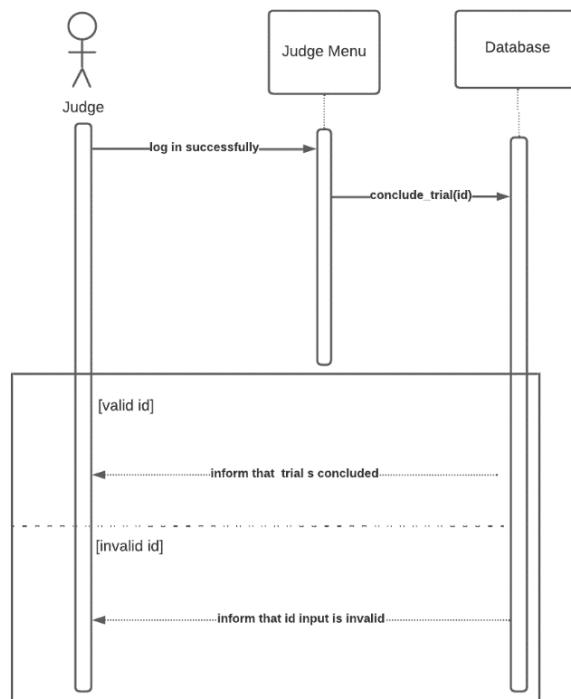 Judge Menu
Database
Judge
log in successfully
conclude_trial(id)
[valid id]
inform that trial s concluded
[invalid id]
inform that id input is invalid